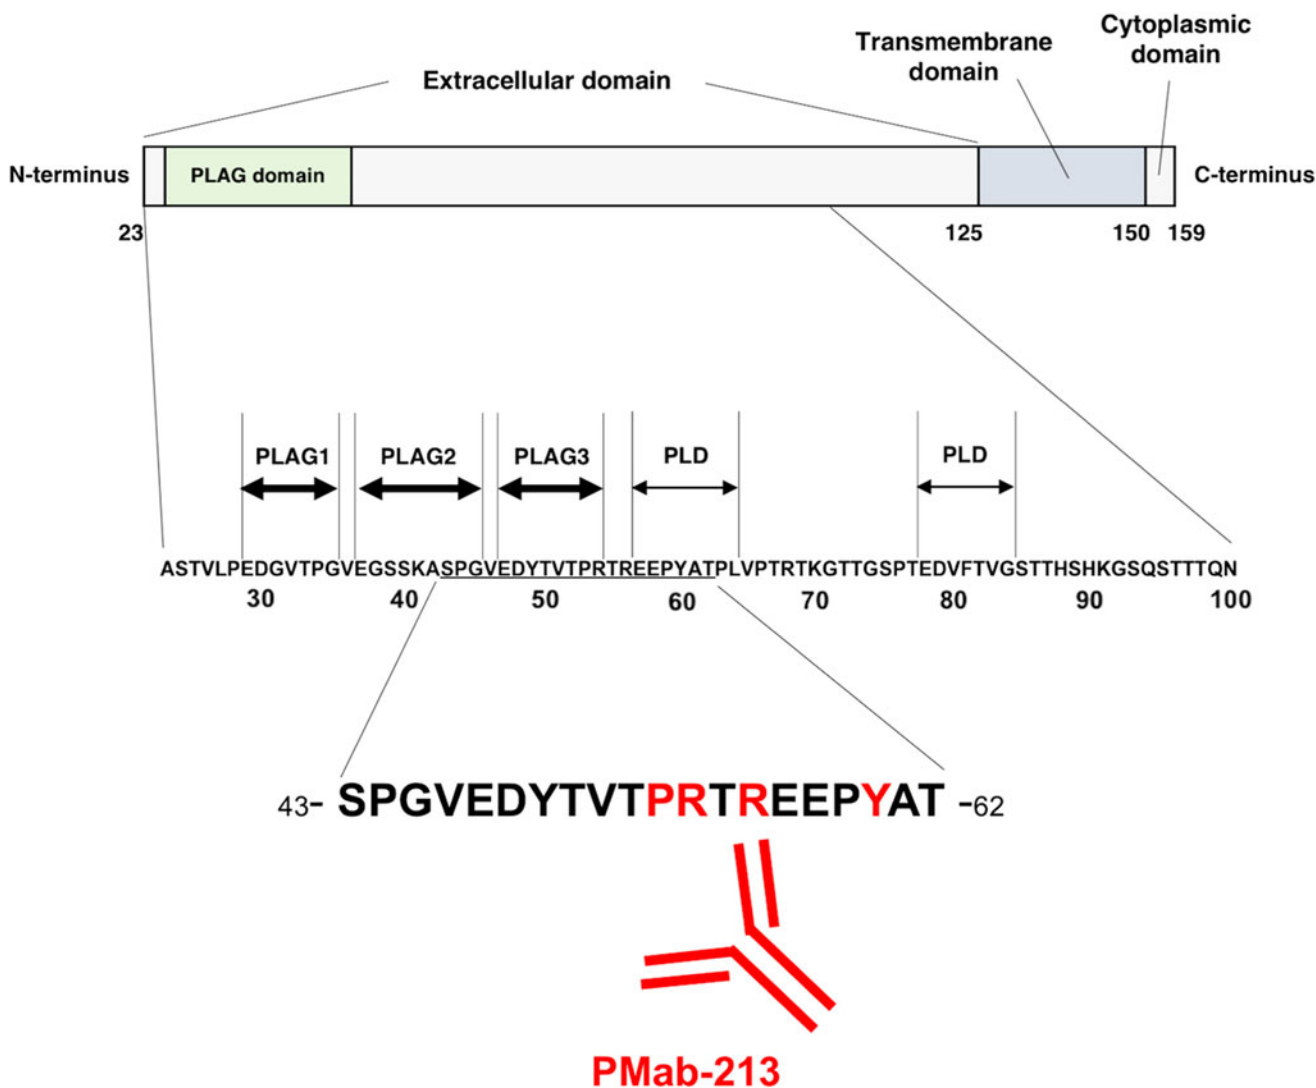 Cytoplasmic
domain
Transmembrane
domain
Extracellular domain
N-terminus
PLAG domain
C-terminus
23
125
150
159
PLAG1
PLAG2
PLAG3
PLD
PLD
ASTVLPEDGVTPGVEGSSKASPGVEDYTVTPRTREEPYATPLVPTRTKGTTGSPTEDVFTVGSTTHSHKGSQSTTTQN
30 40 50 60 70 80 90 100
43- SPGVEDYTVTPRTREEPYAT -62
PMab-213